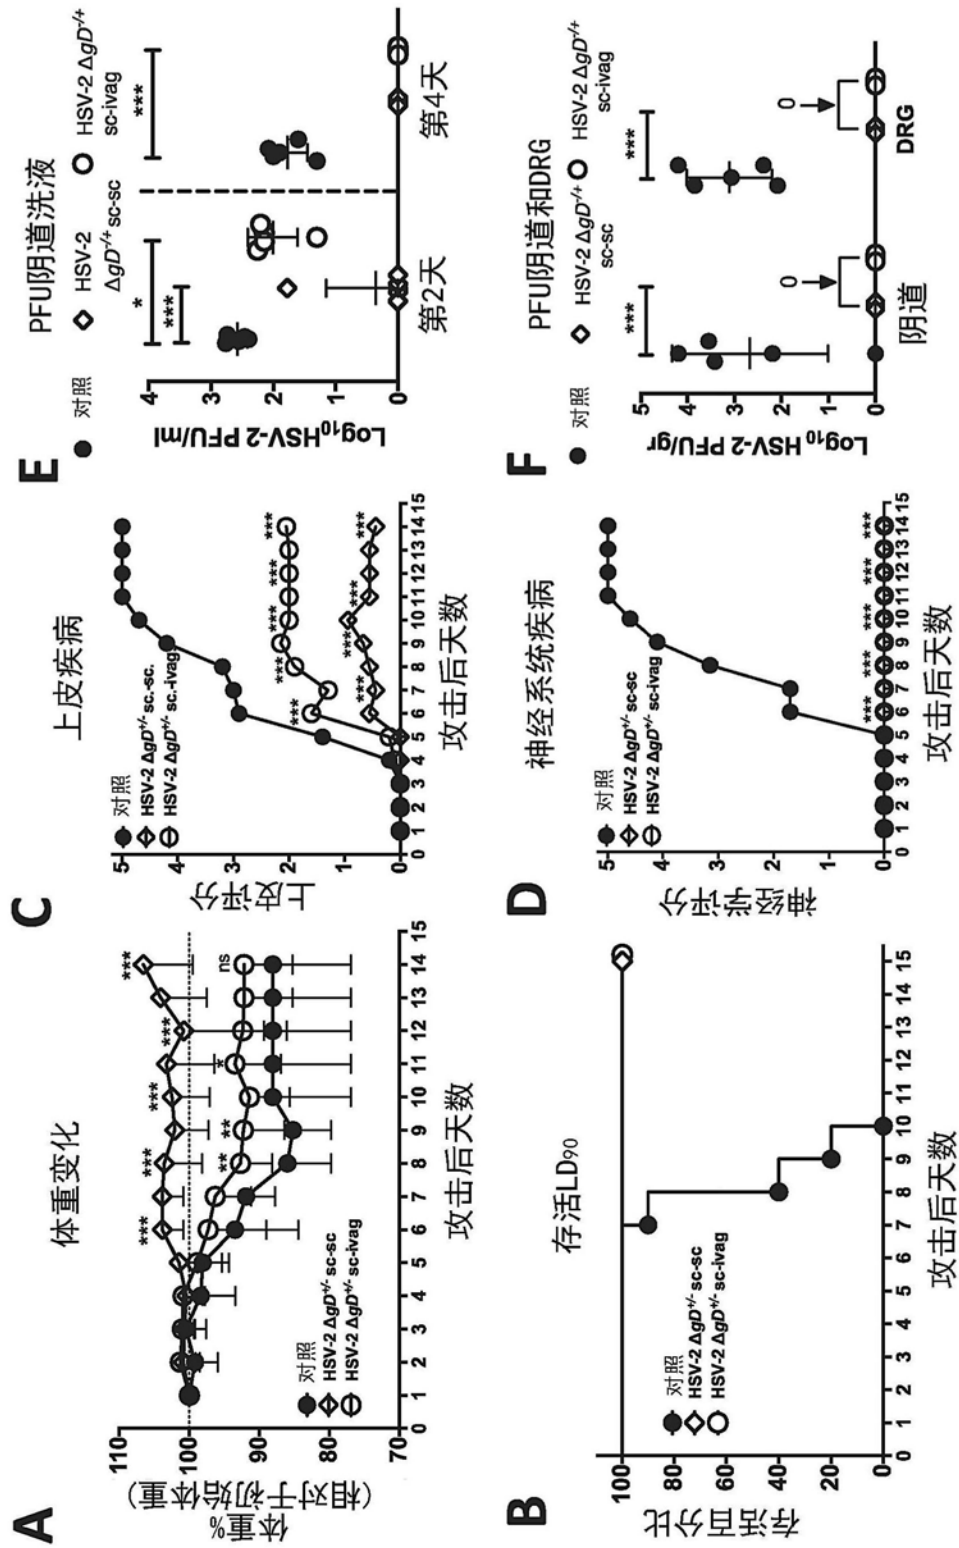 A
体重变化
体重%
(相对于初始体重)
110
100
90
80
70
*** *** *** *** ***
** ** * ns
对照
HSV-2 ΔgD+/- sc-sc
HSV-2 ΔgD+/- sc-ivag
0 1 2 3 4 5 6 7 8 9 10 11 12 13 14 15
攻击后天数
B
存活LD90
存活百分比
100
80
60
40
20
0
对照
HSV-2 ΔgD+/- sc-sc
HSV-2 ΔgD+/- sc-ivag
0 1 2 3 4 5 6 7 8 9 10 11 12 13 14 15
攻击后天数
C
上皮疾病
上皮评分
5
4
3
2
1
0
对照
HSV-2 ΔgD+/- sc.-sc.
HSV-2 ΔgD+/- sc.-ivag
*** *** *** *** ***
*** *** *** ***
0 1 2 3 4 5 6 7 8 9 10 11 12 13 14 15
攻击后天数
D
神经系统疾病
神经学评分
5
4
3
2
1
0
对照
HSV-2 ΔgD+/- sc-sc
HSV-2 ΔgD+/- sc-ivag
*** *** *** *** ***
0 1 2 3 4 5 6 7 8 9 10 11 12 13 14 15
攻击后天数
E
PFU阴道洗液
对照
HSV-2
ΔgD-/+ sc-sc
HSV-2 ΔgD-/+
sc-ivag
Log10HSV-2 PFU/ml
4
3
2
1
0
*
***
***
第2天
第4天
F
PFU阴道和DRG
对照
HSV-2 ΔgD-/+
sc-sc
HSV-2 ΔgD-/+
sc-ivag
Log10 HSV-2 PFU/gr
5
4
3
2
1
0
***
***
0
0
阴道
DRG